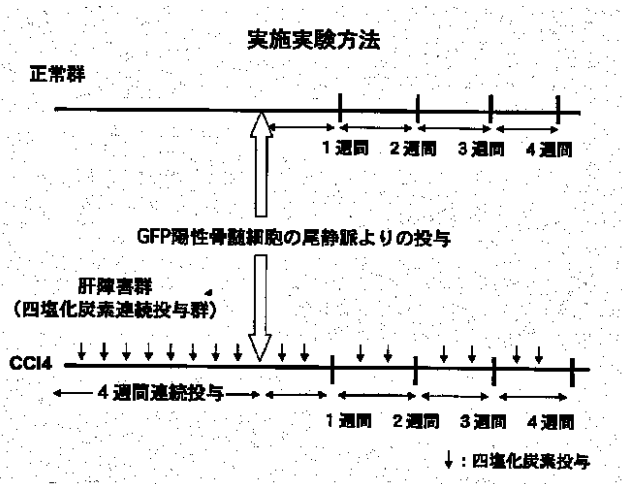 実施実験方法
正常群
1週間 2週間 3週間 4週間
GFP陽性骨髄細胞の尾静脈よりの投与
肝障害群
(四塩化炭素連続投与群)
CCl4
4週間連続投与
1週間 2週間 3週間 4週間
↓:四塩化炭素投与